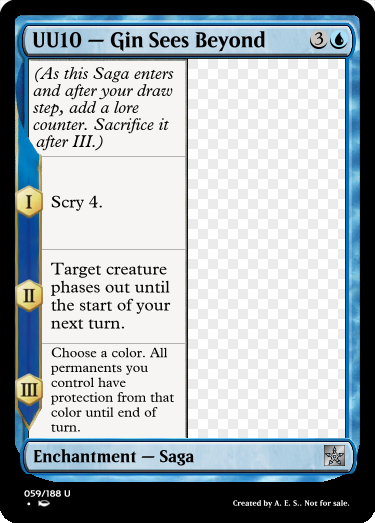 UU10 — Gin Sees Beyond 3
(As this Saga enters
and after your draw
step, add a lore
counter. Sacrifice it
after III.)
I Scry 4.
II Target creature
phases out until
the start of your
next turn.
III Choose a color. All
permanents you
control have
protection from that
color until end of
turn.
Enchantment — Saga
059/188 U
Created by A. E. S.. Not for sale.